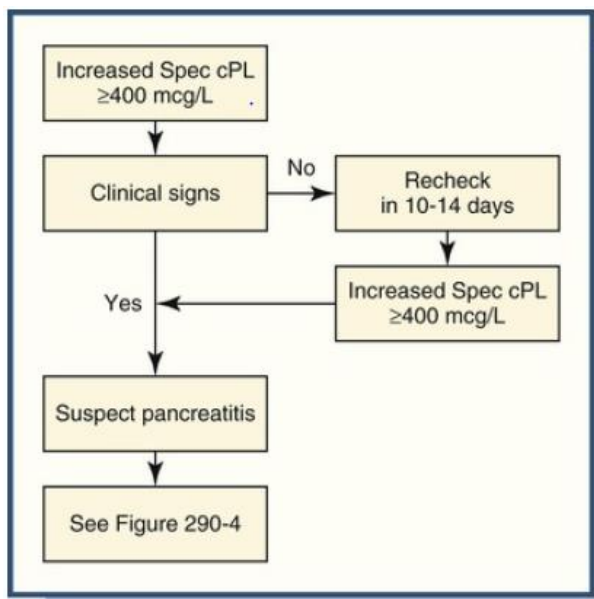 Increased Spec cPL
≥400 mcg/L
Clinical signs
No
Recheck
in 10-14 days
Increased Spec cPL
≥400 mcg/L
Yes
Suspect pancreatitis
See Figure 290-4